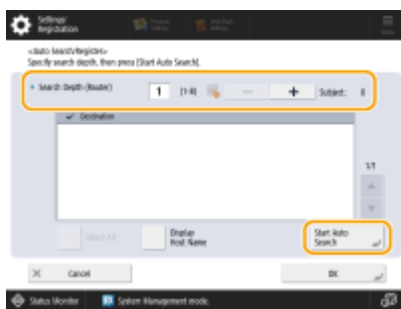 Settings/
Registration
<Auto Search/Register>
Specify search depth, then press [Start Auto Search].
Search Depth (Router)
1
(1-8)
−
+
Subject:
Destination
1/1
Select All
Display
Host Name
Start Auto
Search
Cancel
OK
Status Monitor
System Management mode.